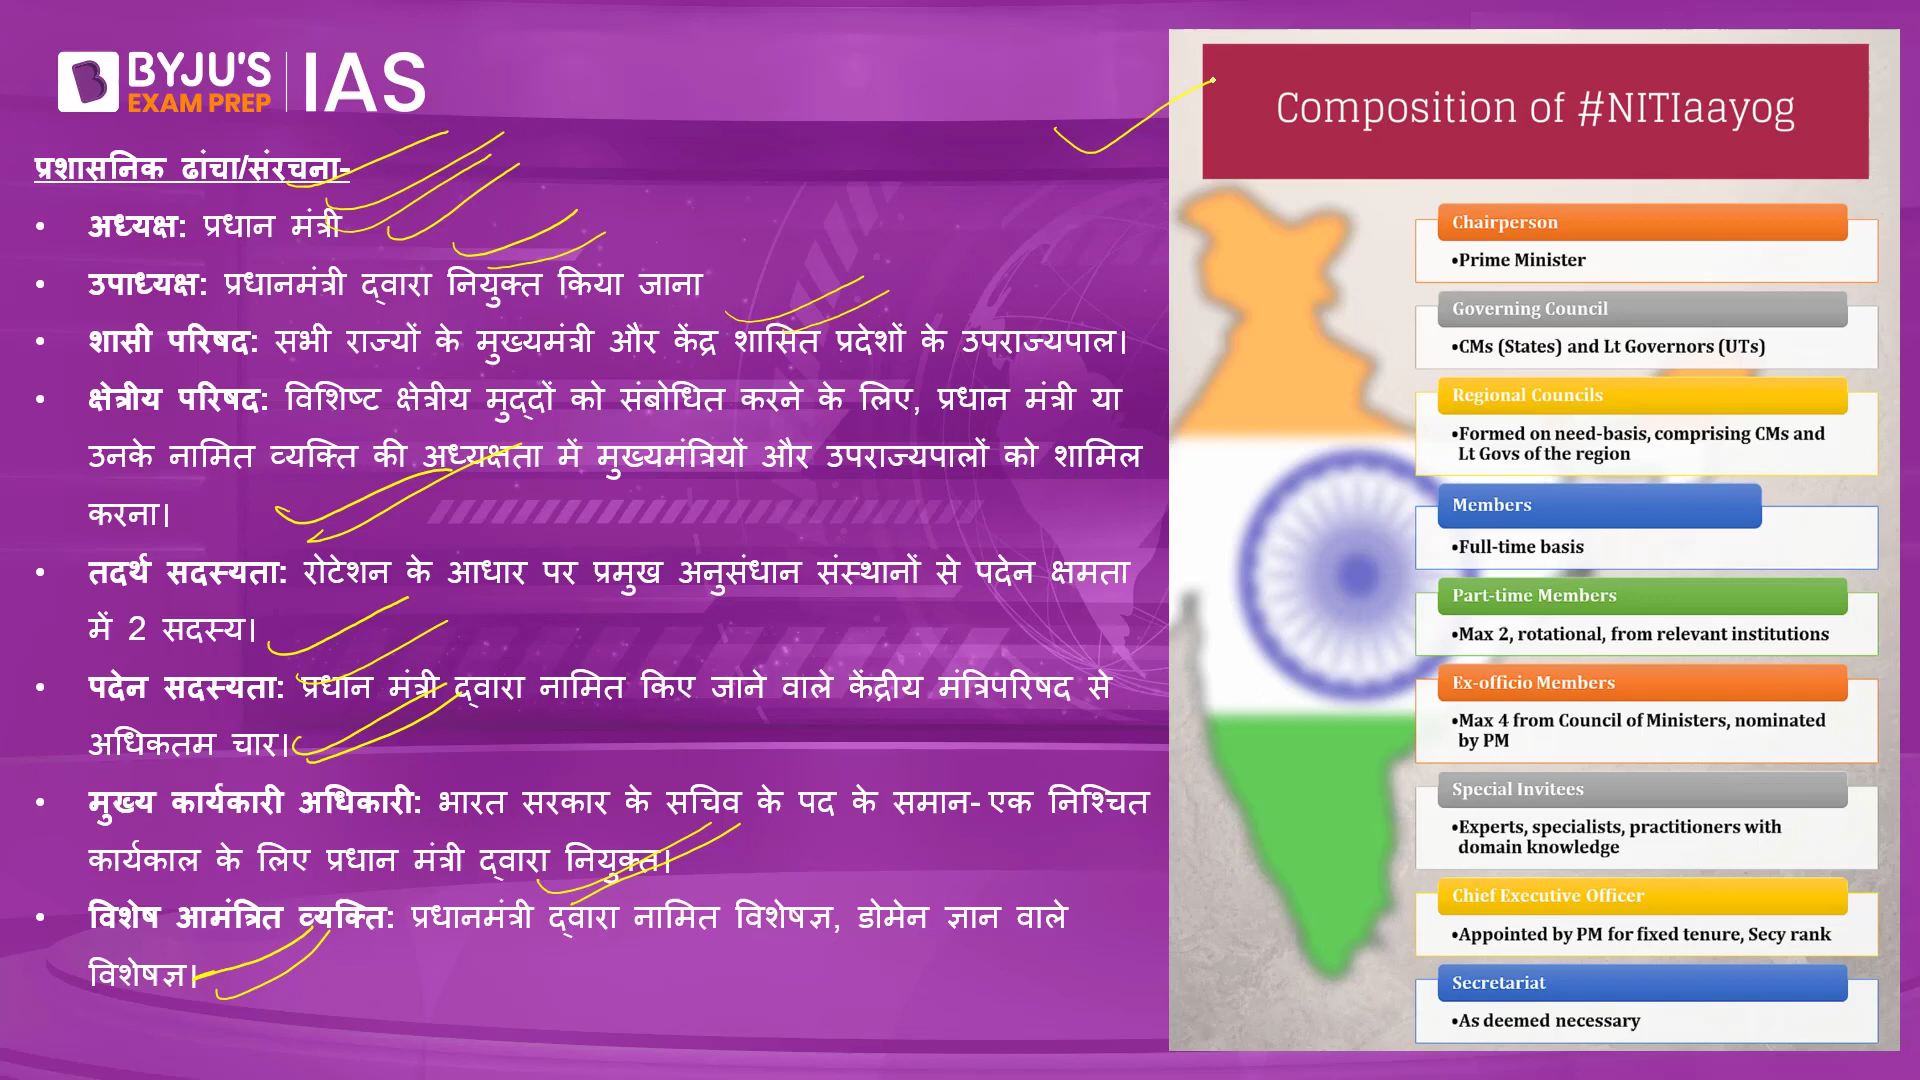 BYJU'S
EXAM PREP
IAS
प्रशासनिक ढांचा/संरचना-
• अध्यक्ष: प्रधान मंत्री
• उपाध्यक्ष: प्रधानमंत्री द्वारा नियुक्त किया जाना
• शासी परिषद: सभी राज्यों के मुख्यमंत्री और केंद्र शासित प्रदेशों के उपराज्यपाल।
• क्षेत्रीय परिषद: विशिष्ट क्षेत्रीय मुद्दों को संबोधित करने के लिए, प्रधान मंत्री या
उनके नामित व्यक्ति की अध्यक्षता में मुख्यमंत्रियों और उपराज्यपालों को शामिल
करना।
• तदर्थ सदस्यता: रोटेशन के आधार पर प्रमुख अनुसंधान संस्थानों से पदेन क्षमता
में 2 सदस्य।
• पदेन सदस्यता: प्रधान मंत्री द्वारा नामित किए जाने वाले केंद्रीय मंत्रिपरिषद से
अधिकतम चार।
• मुख्य कार्यकारी अधिकारी: भारत सरकार के सचिव के पद के समान- एक निश्चित
कार्यकाल के लिए प्रधान मंत्री द्वारा नियुक्त।
• विशेष आमंत्रित व्यक्ति: प्रधानमंत्री द्वारा नामित विशेषज्ञ, डोमेन ज्ञान वाले
विशेषज्ञ।
Composition of #NITIaayog
Chairperson
•Prime Minister
Governing Council
•CMs (States) and Lt Governors (UTs)
Regional Councils
•Formed on need-basis, comprising CMs and
Lt Govs of the region
Members
•Full-time basis
Part-time Members
•Max 2, rotational, from relevant institutions
Ex-officio Members
•Max 4 from Council of Ministers, nominated
by PM
Special Invitees
•Experts, specialists, practitioners with
domain knowledge
Chief Executive Officer
•Appointed by PM for fixed tenure, Secy rank
Secretariat
•As deemed necessary